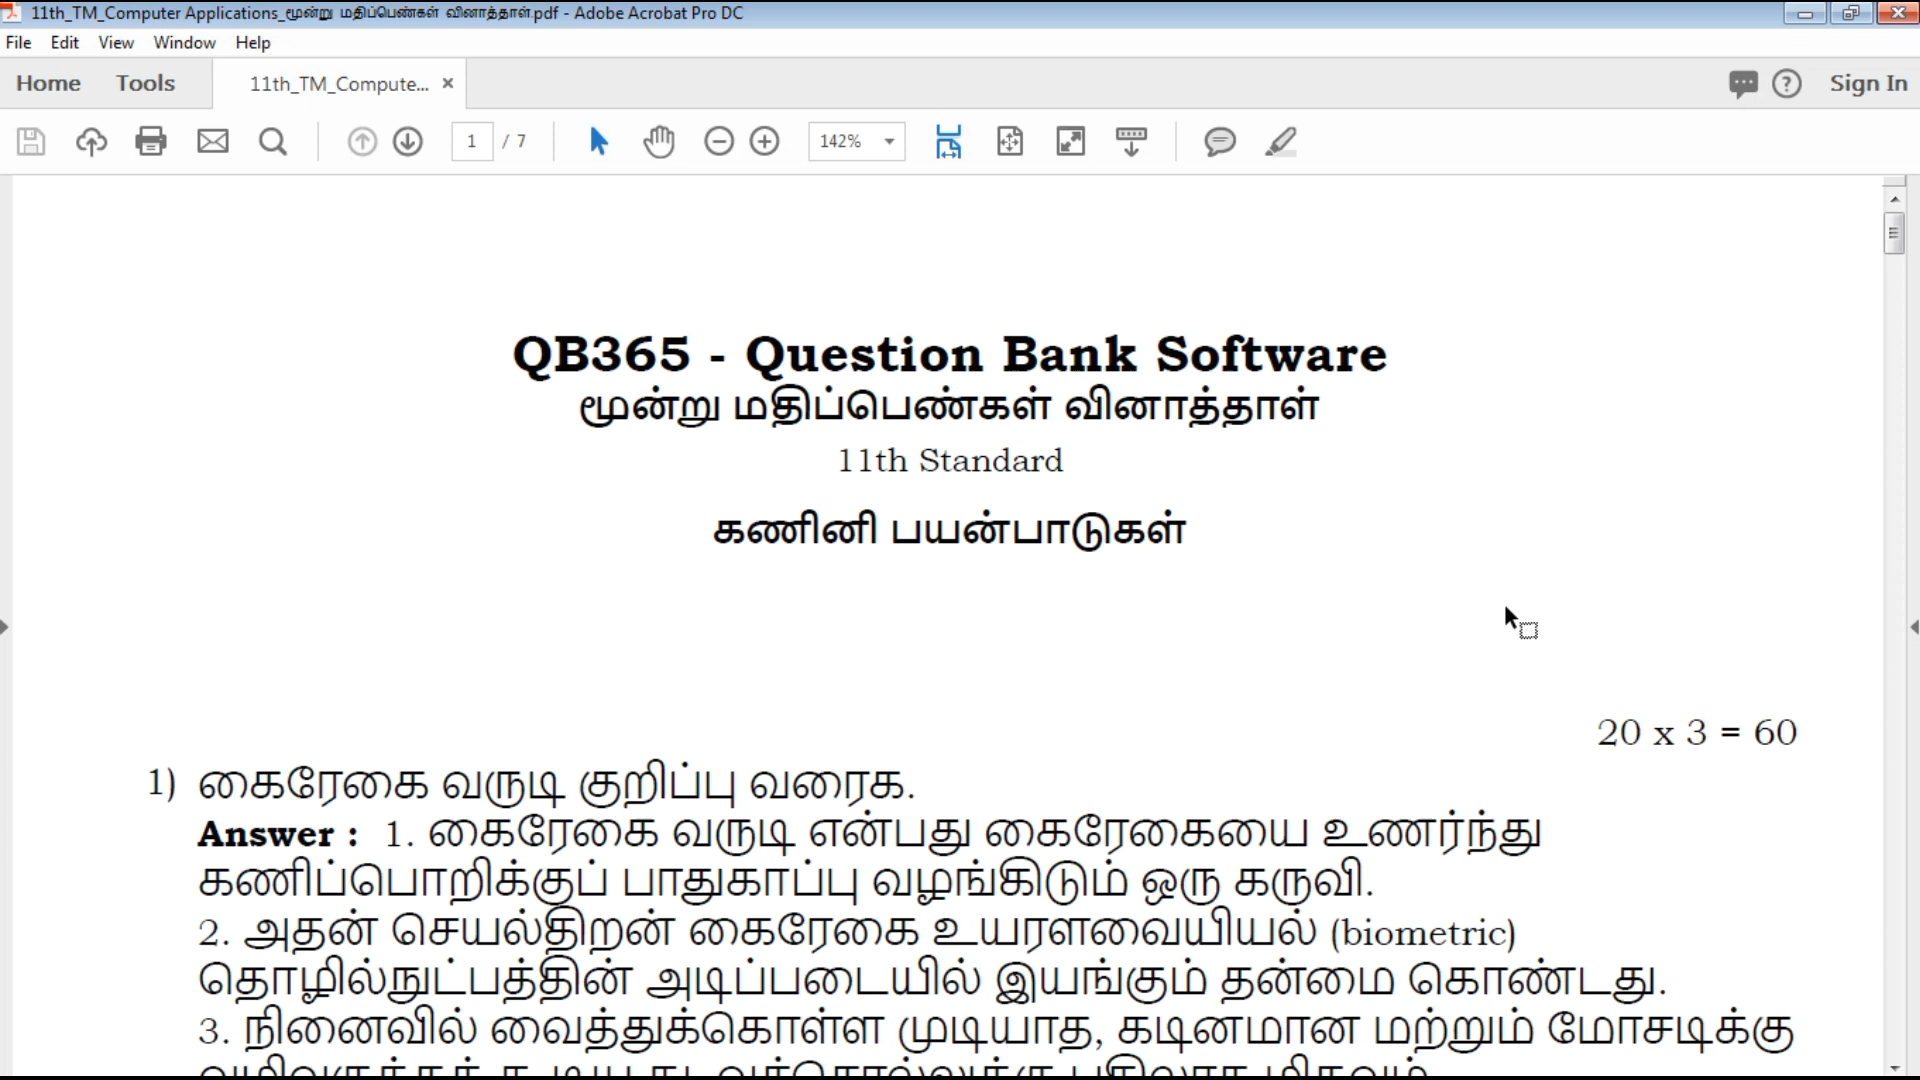 11th_TM_Computer Applications_மூன்று மதிப்பெண்கள் வினாத்தாள்.pdf - Adobe Acrobat Pro DC
File Edit View Window Help
Home Tools 11th_TM_Compute... × Sign In
1 / 7 142%
QB365 - Question Bank Software
மூன்று மதிப்பெண்கள் வினாத்தாள்
11th Standard
கணினி பயன்பாடுகள்
20 x 3 = 60
1) கைரேகை வருடி குறிப்பு வரைக.
Answer : 1. கைரேகை வருடி என்பது கைரேகையை உணர்ந்து
கணிப்பொறிக்குப் பாதுகாப்பு வழங்கிடும் ஒரு கருவி.
2. அதன் செயல்திறன் கைரேகை உயரளவையியல் (biometric)
தொழில்நுட்பத்தின் அடிப்படையில் இயங்கும் தன்மை கொண்டது.
3. நினைவில் வைத்துக்கொள்ள முடியாத, கடினமான மற்றும் மோசடிக்கு